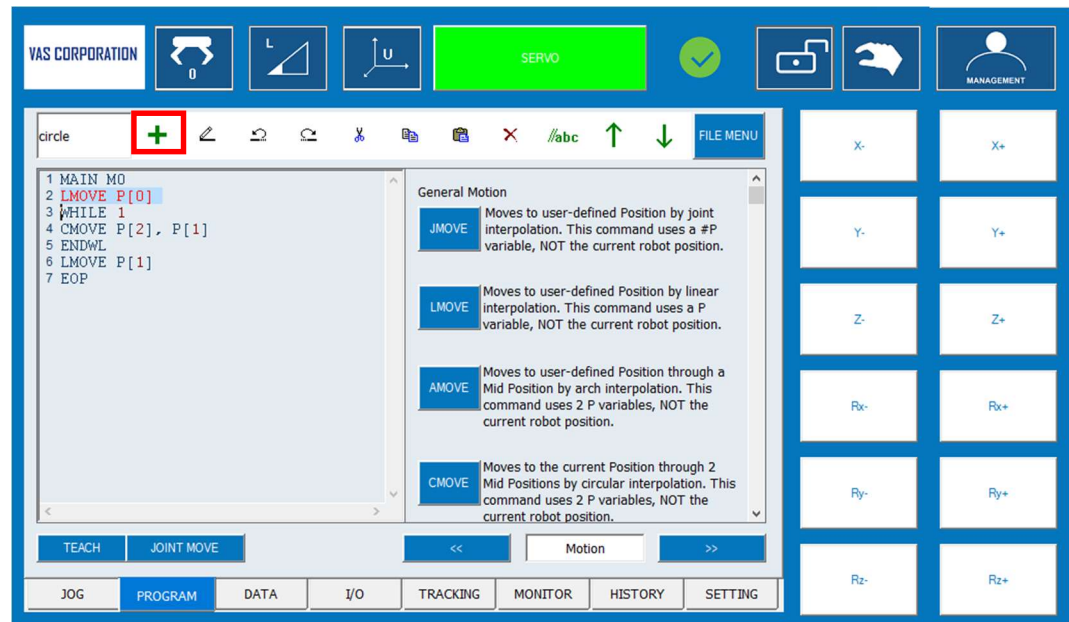 VAS CORPORATION
0
L
U
SERVO
MANAGEMENT
circle
//abc
FILE MENU
1 MAIN M0
2 LMOVE P[0]
3 WHILE 1
4 CMOVE P[2], P[1]
5 ENDWL
6 LMOVE P[1]
7 EOP
General Motion
JMOVE
Moves to user-defined Position by joint
interpolation. This command uses a #P
variable, NOT the current robot position.
LMOVE
Moves to user-defined Position by linear
interpolation. This command uses a P
variable, NOT the current robot position.
AMOVE
Moves to user-defined Position through a
Mid Position by arch interpolation. This
command uses 2 P variables, NOT the
current robot position.
CMOVE
Moves to the current Position through 2
Mid Positions by circular interpolation. This
command uses 2 P variables, NOT the
current robot position.
TEACH
JOINT MOVE
<<
Motion
>>
JOG
PROGRAM
DATA
I/O
TRACKING
MONITOR
HISTORY
SETTING
X-
X+
Y-
Y+
Z-
Z+
Rx-
Rx+
Ry-
Ry+
Rz-
Rz+